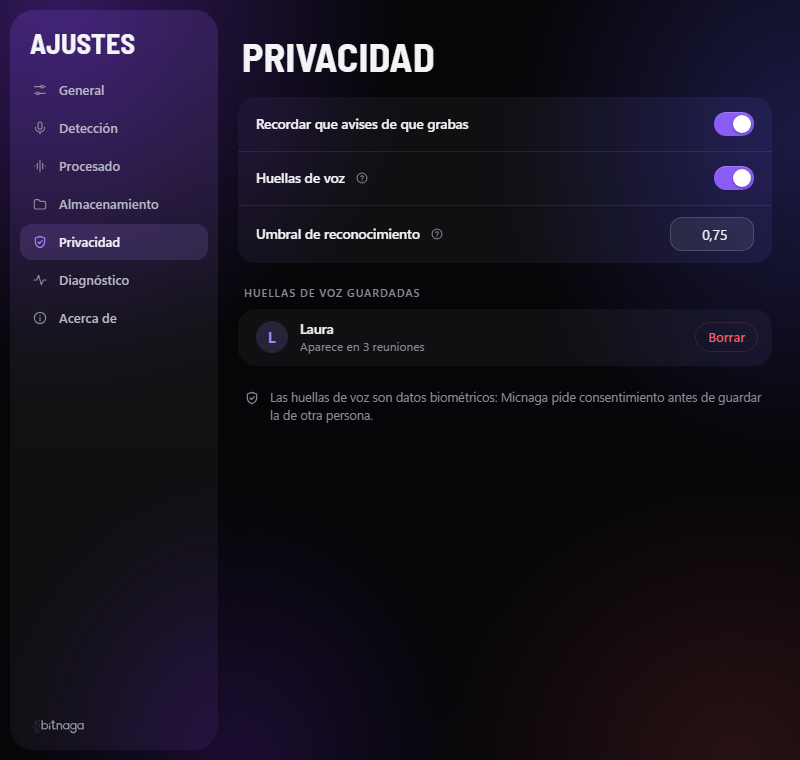 AJUSTES
General
Detección
Procesado
Almacenamiento
Privacidad
Diagnóstico
Acerca de
bitnaga
PRIVACIDAD
Recordar que avises de que grabas
Huellas de voz
Umbral de reconocimiento
0,75
HUELLAS DE VOZ GUARDADAS
L
Laura
Aparece en 3 reuniones
Borrar
Las huellas de voz son datos biométricos: Micnaga pide consentimiento antes de guardar
la de otra persona.